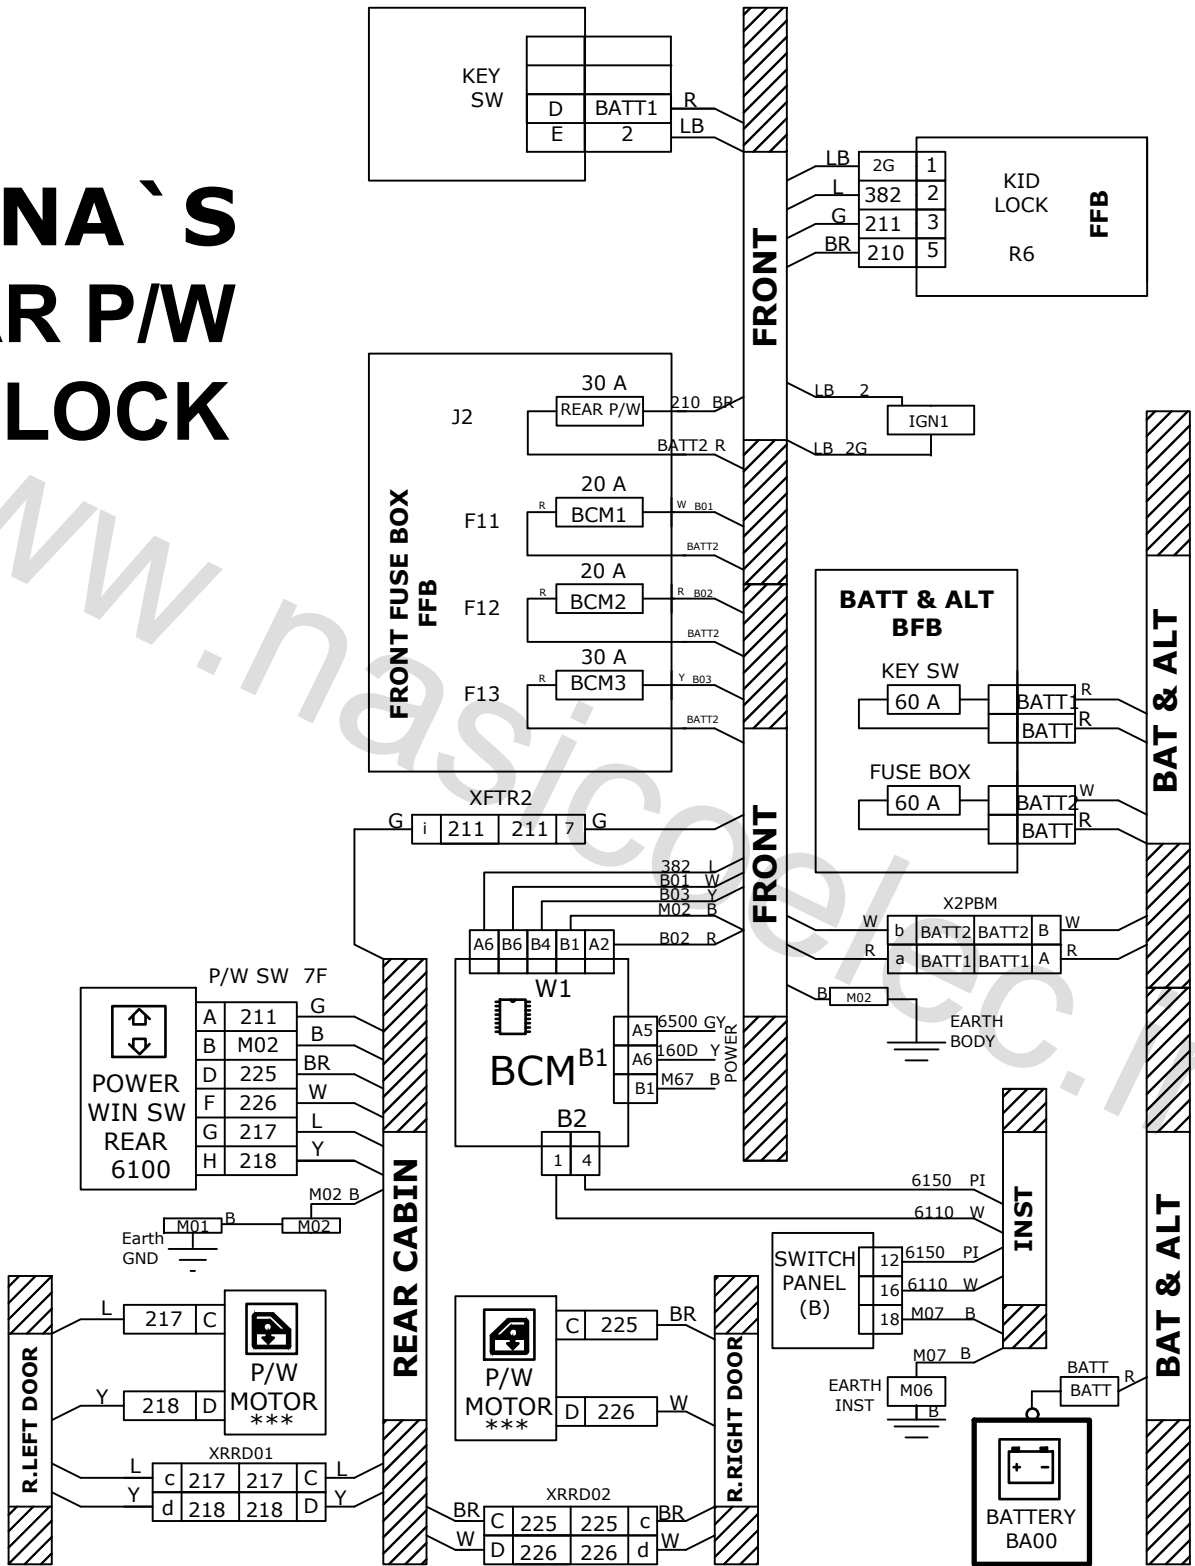 KEY
SW
D BATT1 R
E 2 LB
NA`S
AR P/W
LOCK
FRONT
LB 2G 1
L 382 2
G 211 3
BR 210 5
KID
LOCK
R6
FFB
FRONT FUSE BOX
FFB
J2
30 A
REAR P/W
210 BR
BATT2 R
F11
20 A
R BCM1 W B01
BATT2
F12
20 A
R BCM2 R B02
BATT2
F13
30 A
R BCM3 Y B03
BATT2
LB 2
IGN1
LB 2G
BATT & ALT
BFB
KEY SW
60 A BATT1 R
BATT R
FUSE BOX
60 A BATT2 W
BATT R
BAT & ALT
www.nasicoelec.
XFTR2
G i 211 211 7 G
FRONT
382 L
B01 W
B03 Y
M02 B
B02 R
A6 B6 B4 B1 A2
W1
BCM
B1
A5 6500 GY
A6 160D Y
B1 M67 B
POWER
B2
1 4
X2PBM
W b BATT2 BATT2 B W
R a BATT1 BATT1 A R
B M02
EARTH
BODY
P/W SW 7F
POWER
WIN SW
REAR
6100
A 211 G
B M02 B
D 225 BR
F 226 W
G 217 L
H 218 Y
M02 B
M01 B M02
Earth
GND
-
REAR CABIN
6150 PI
6110 W
INST
SWITCH
PANEL
(B)
12 6150 PI
16 6110 W
18 M07 B
M07 B
EARTH
INST
M06
B
BATT
BATT R
BAT & ALT
BATTERY
BA00
+ -
R.LEFT DOOR
L 217 C
Y 218 D
P/W
MOTOR
***
XRRD01
L c 217 217 C L
Y d 218 218 D Y
P/W
MOTOR
***
C 225 BR
D 226 W
R.RIGHT DOOR
XRRD02
BR C 225 225 c BR
W D 226 226 d W